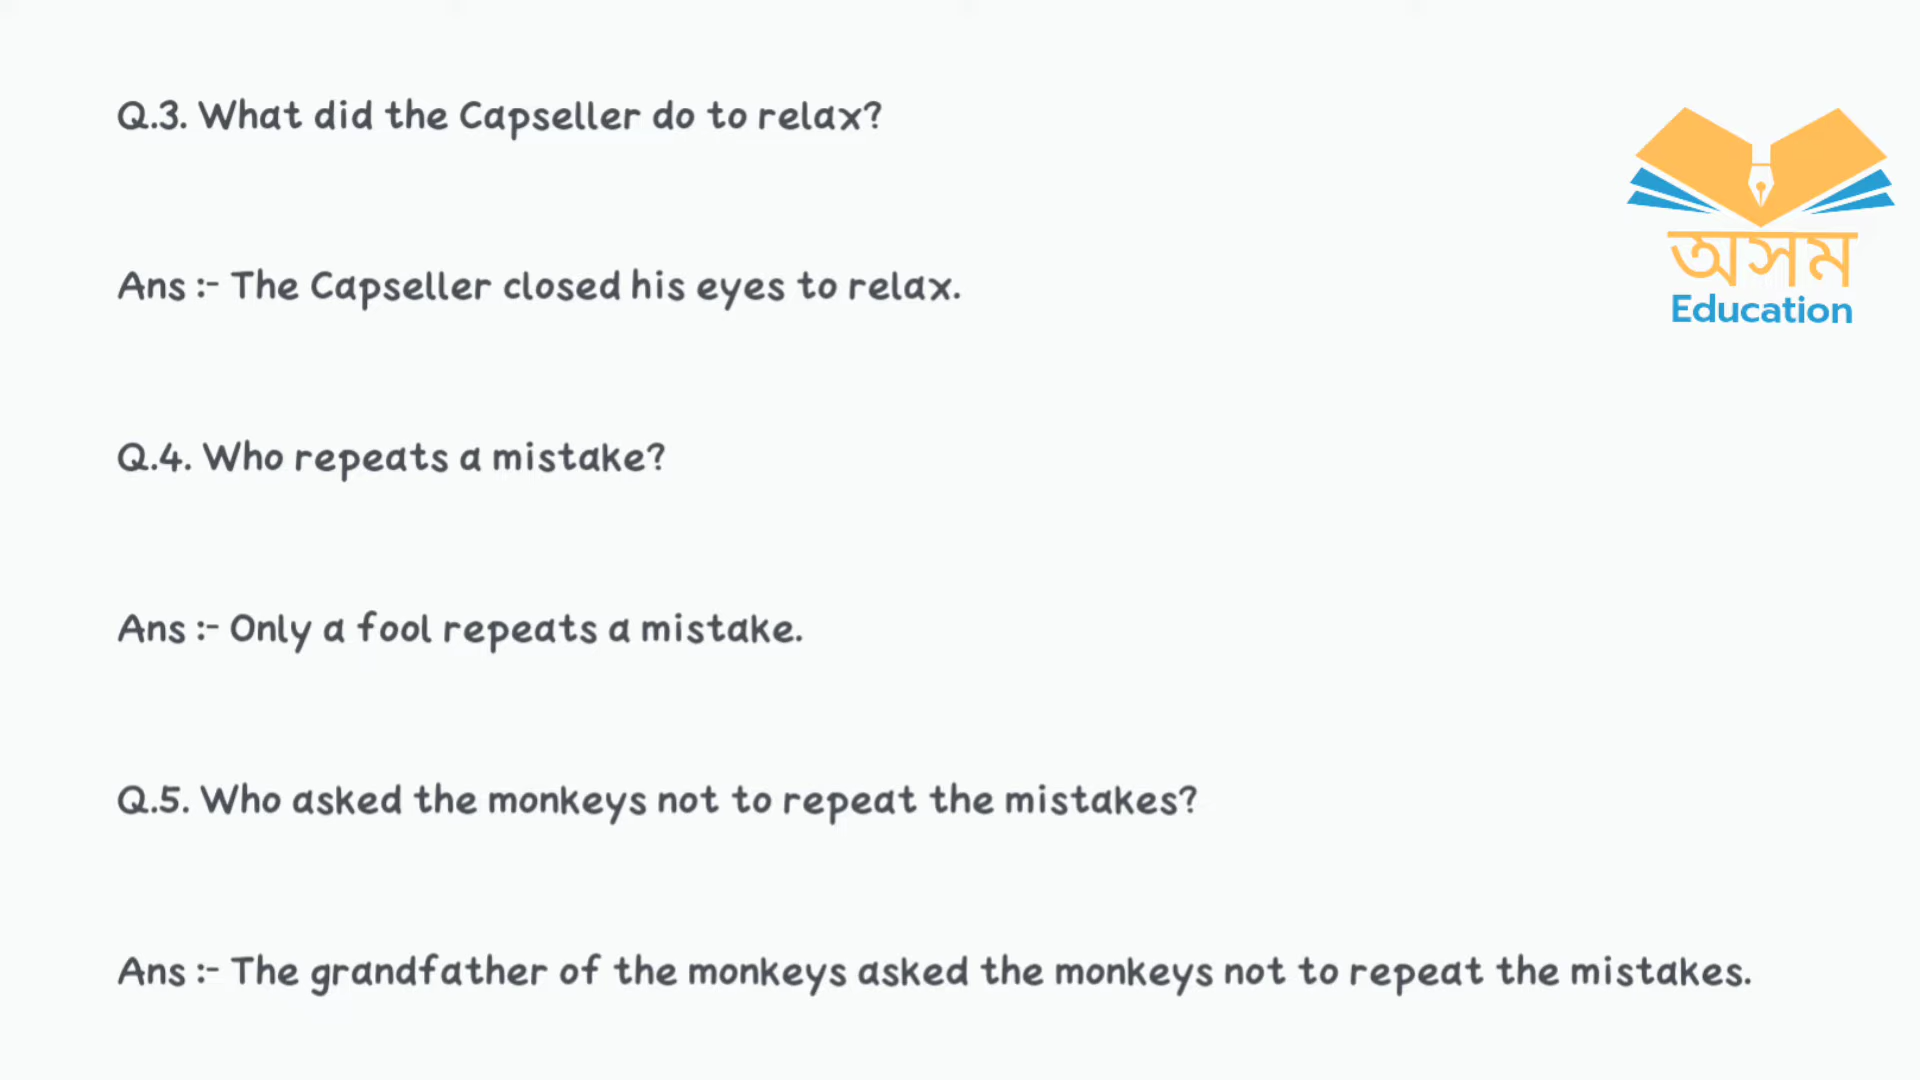 Q.3. What did the Capseller do to relax?
Ans :- The Capseller closed his eyes to relax.
Q.4. Who repeats a mistake?
Ans :- Only a fool repeats a mistake.
Q.5. Who asked the monkeys not to repeat the mistakes?
Ans :- The grandfather of the monkeys asked the monkeys not to repeat the mistakes.
অসম
Education